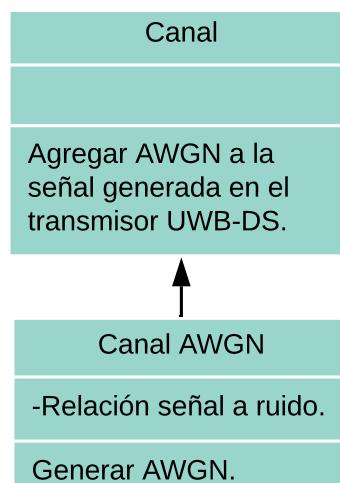 Canal
Agregar AWGN a la
señal generada en el
transmisor UWB-DS.
Canal AWGN
-Relación señal a ruido.
Generar AWGN.